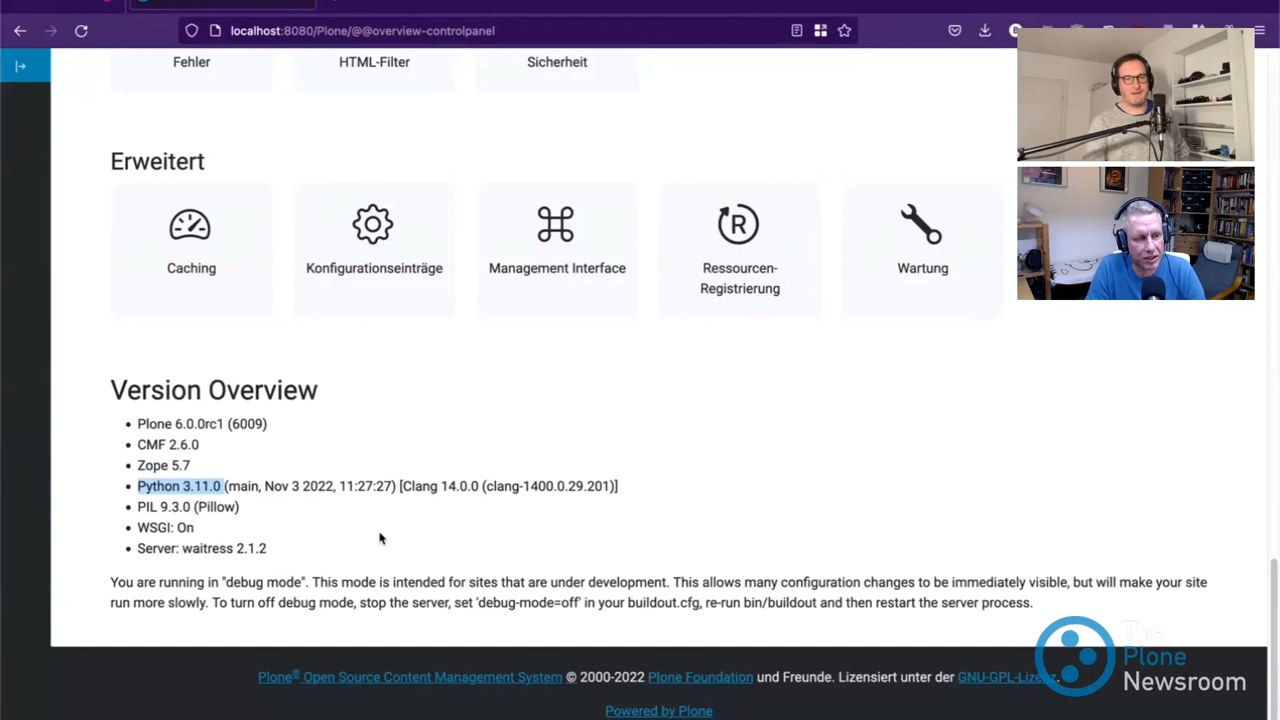 localhost:8080/Plone/@@overview-controlpanel
Fehler
HTML-Filter
Sicherheit
Erweitert
Caching
Konfigurationseinträge
Management Interface
Ressourcen-
Registrierung
Wartung
Version Overview
Plone 6.0.0rc1 (6009)
CMF 2.6.0
Zope 5.7
Python 3.11.0 (main, Nov 3 2022, 11:27:27) [Clang 14.0.0 (clang-1400.0.29.201)]
PIL 9.3.0 (Pillow)
WSGI: On
Server: waitress 2.1.2
You are running in "debug mode". This mode is intended for sites that are under development. This allows many configuration changes to be immediately visible, but will make your site
run more slowly. To turn off debug mode, stop the server, set 'debug-mode=off' in your buildout.cfg, re-run bin/buildout and then restart the server process.
The
Plone
Newsroom
Plone® Open Source Content Management System © 2000-2022 Plone Foundation und Freunde. Lizensiert unter der GNU-GPL-Lizenz.
Powered by Plone